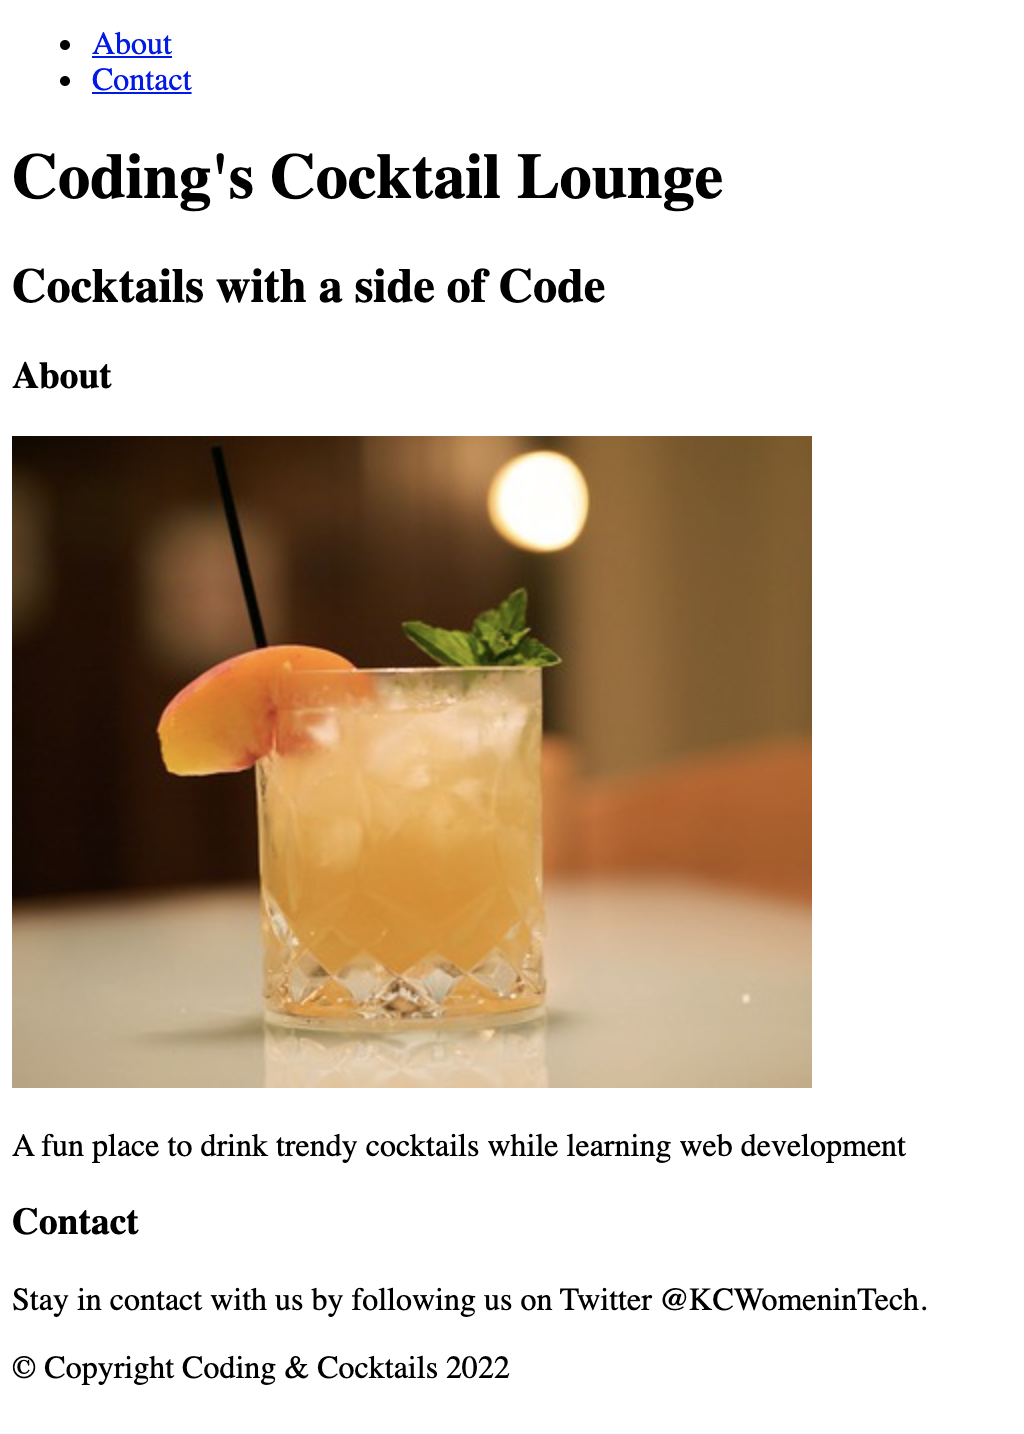 About
Contact
Coding's Cocktail Lounge
Cocktails with a side of Code
About
A fun place to drink trendy cocktails while learning web development
Contact
Stay in contact with us by following us on Twitter @KCWomeninTech.
© Copyright Coding & Cocktails 2022